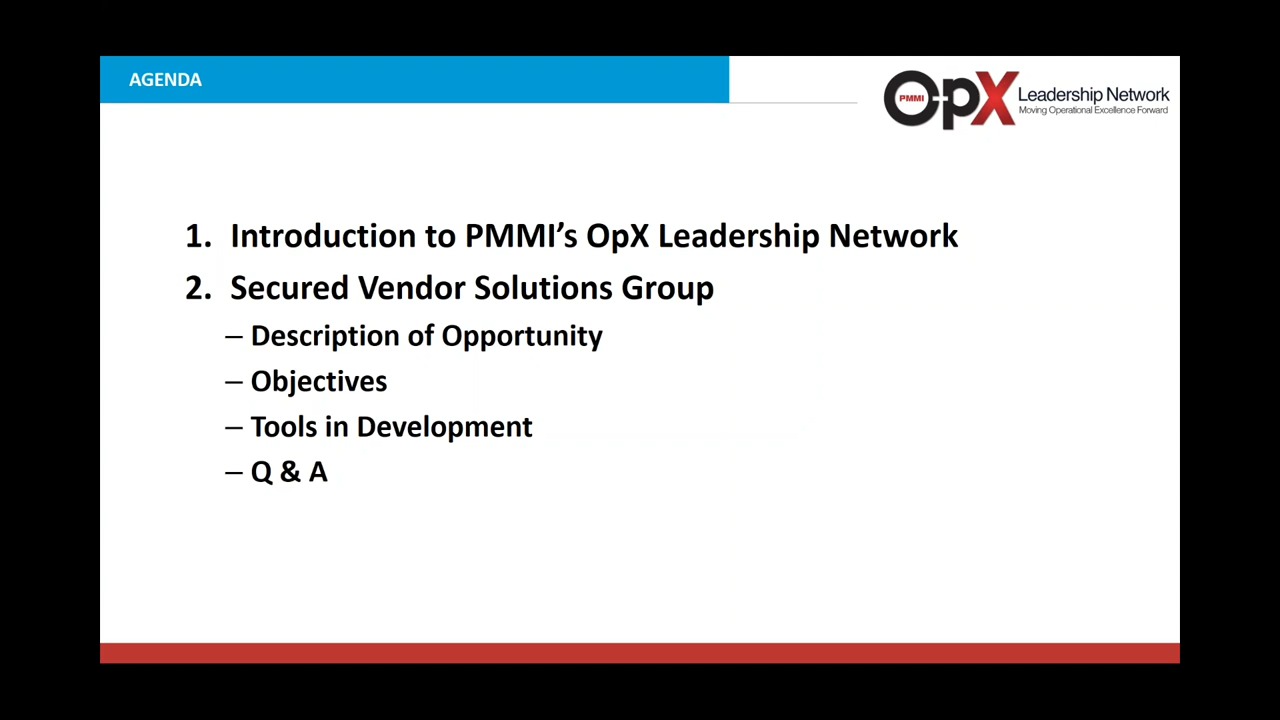 AGENDA
PMMI
OpX
Leadership Network
Moving Operational Excellence Forward
1. Introduction to PMMI’s OpX Leadership Network
2. Secured Vendor Solutions Group
– Description of Opportunity
– Objectives
– Tools in Development
– Q & A